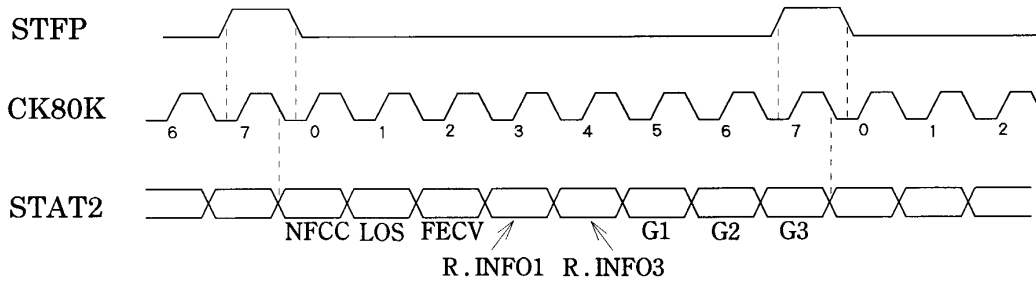 STFP
CK80K
6 7 0 1 2 3 4 5 6 7 0 1 2
STAT2
NFCC LOS FECV G1 G2 G3
R.INFO1 R.INFO3